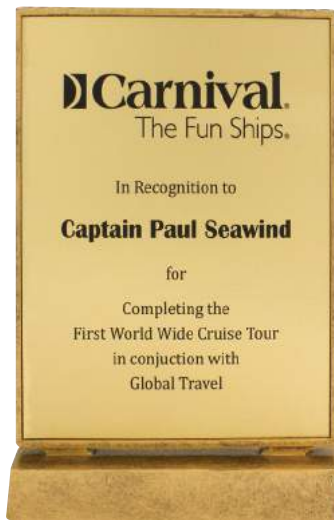 Carnival.
The Fun Ships.
In Recognition to
Captain Paul Seawind
for
Completing the
First World Wide Cruise Tour
in conjuction with
Global Travel